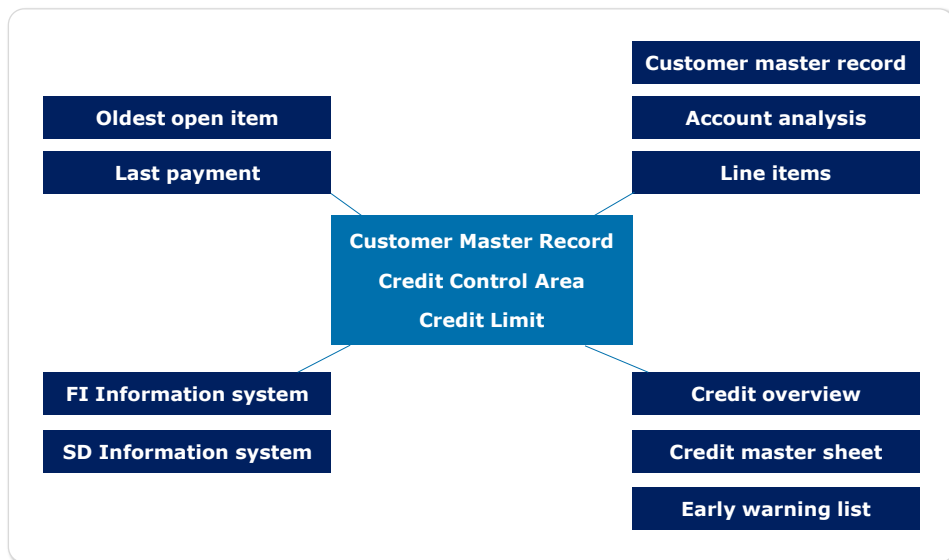 Customer master record
Oldest open item
Account analysis
Last payment
Line items
Customer Master Record
Credit Control Area
Credit Limit
FI Information system
Credit overview
SD Information system
Credit master sheet
Early warning list